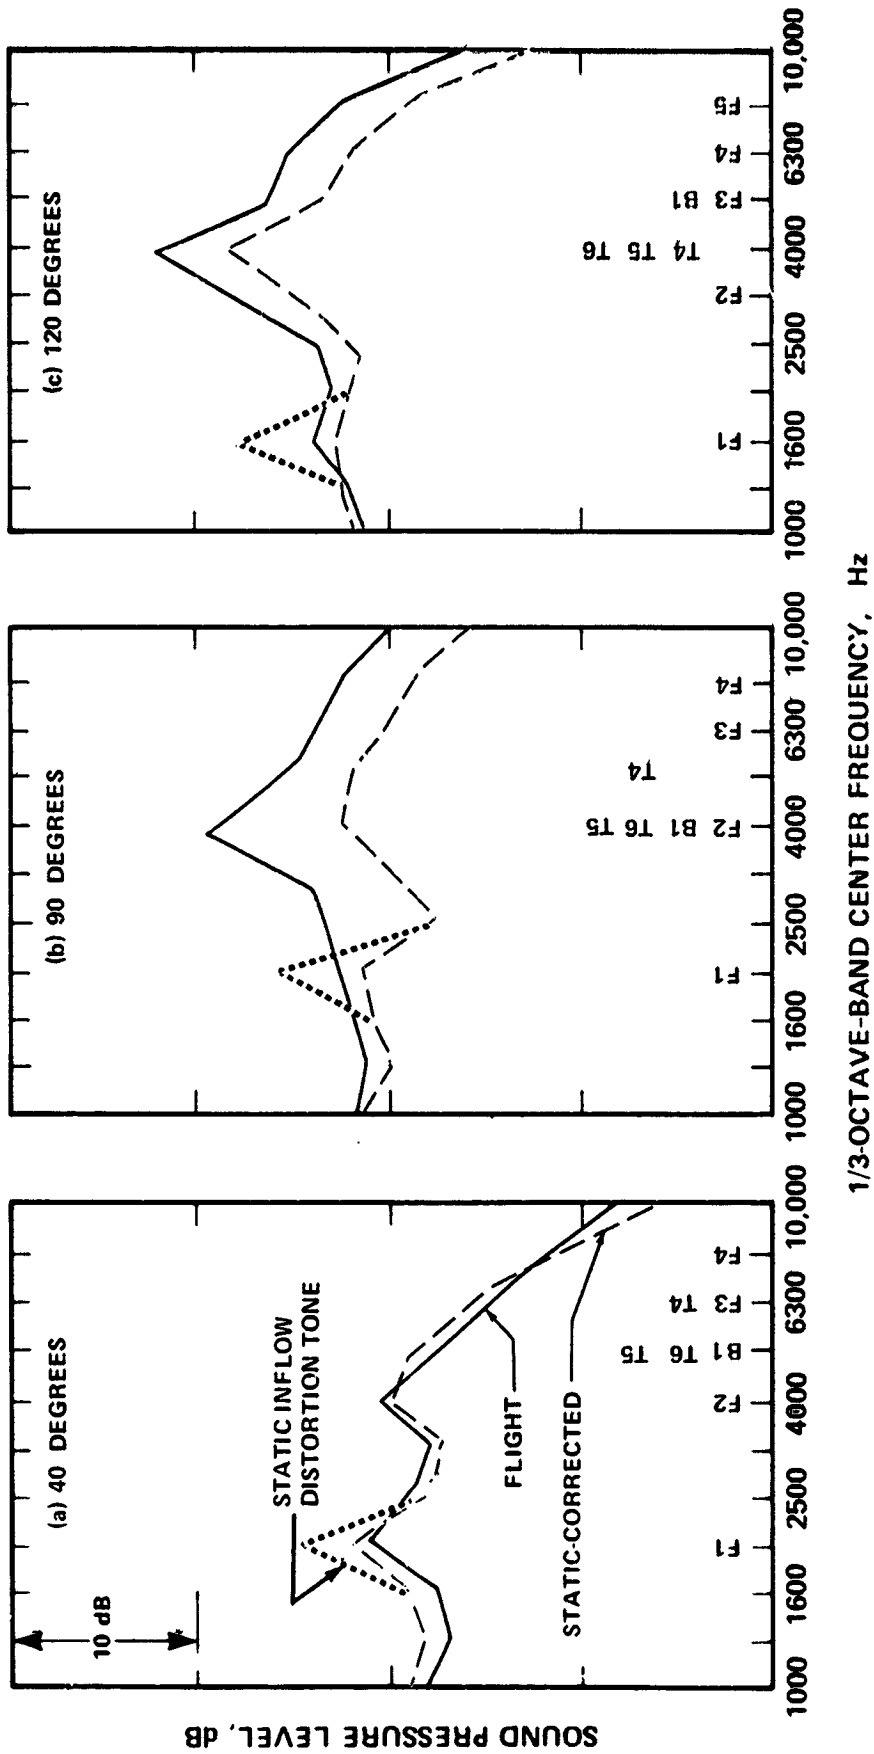 (a) 40 DEGREES
10 dB
STATIC INFLOW
DISTORTION TONE
FLIGHT
STATIC-CORRECTED
F1
F2
B1 T6 T5
F3 T4
F4
1000
1600
2500
4000
6300
10,000
(b) 90 DEGREES
F1
F2 B1 T6 T5
T4
F3
F4
1000
1600
2500
4000
6300
10,000
(c) 120 DEGREES
F1
F2
T4 T5 T6
F3 B1
F4
F5
1000
1600
2500
4000
6300
10,000
SOUND PRESSURE LEVEL, dB
1/3-OCTAVE-BAND CENTER FREQUENCY, Hz